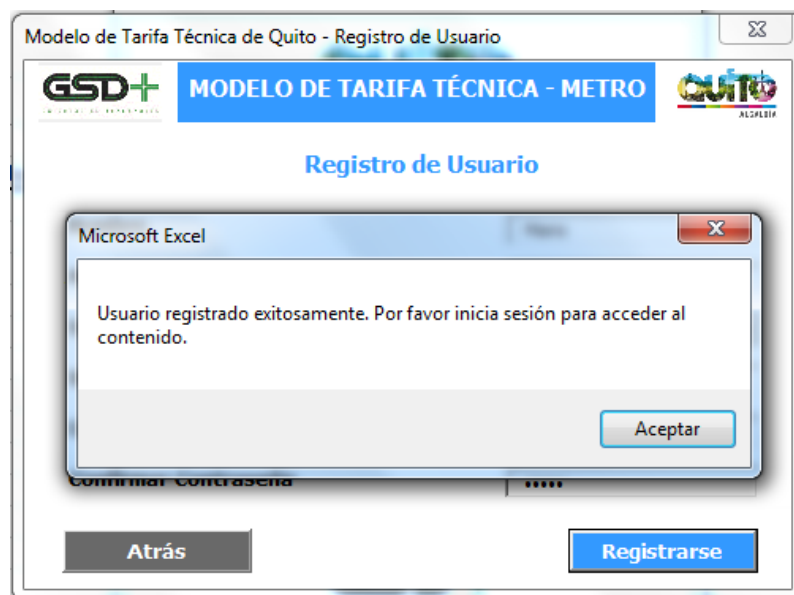 Modelo de Tarifa Técnica de Quito - Registro de Usuario
GSD+
MODELO DE TARIFA TÉCNICA - METRO
QUITO
ALCALDÍA
Registro de Usuario
Microsoft Excel
Usuario registrado exitosamente. Por favor inicia sesión para acceder al
contenido.
Aceptar
Confirmar Contraseña
•••••
Atrás
Registrarse